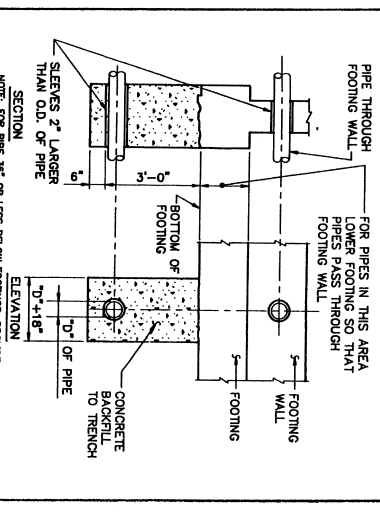 PIPE THROUGH
FOOTING WALL
FOR PIPES IN THIS AREA
LOWER FOOTING SO THAT
PIPES PASS THROUGH
FOOTING WALL
SLEEVES 2" LARGER
THAN O.D. OF PIPE
6"
3'-0"
BOTTOM OF
FOOTING
FOOTING
WALL
FOOTING
CONCRETE
BACKFILL
TO TRENCH
"D" OF PIPE
"D"+18"
SECTION
ELEVATION